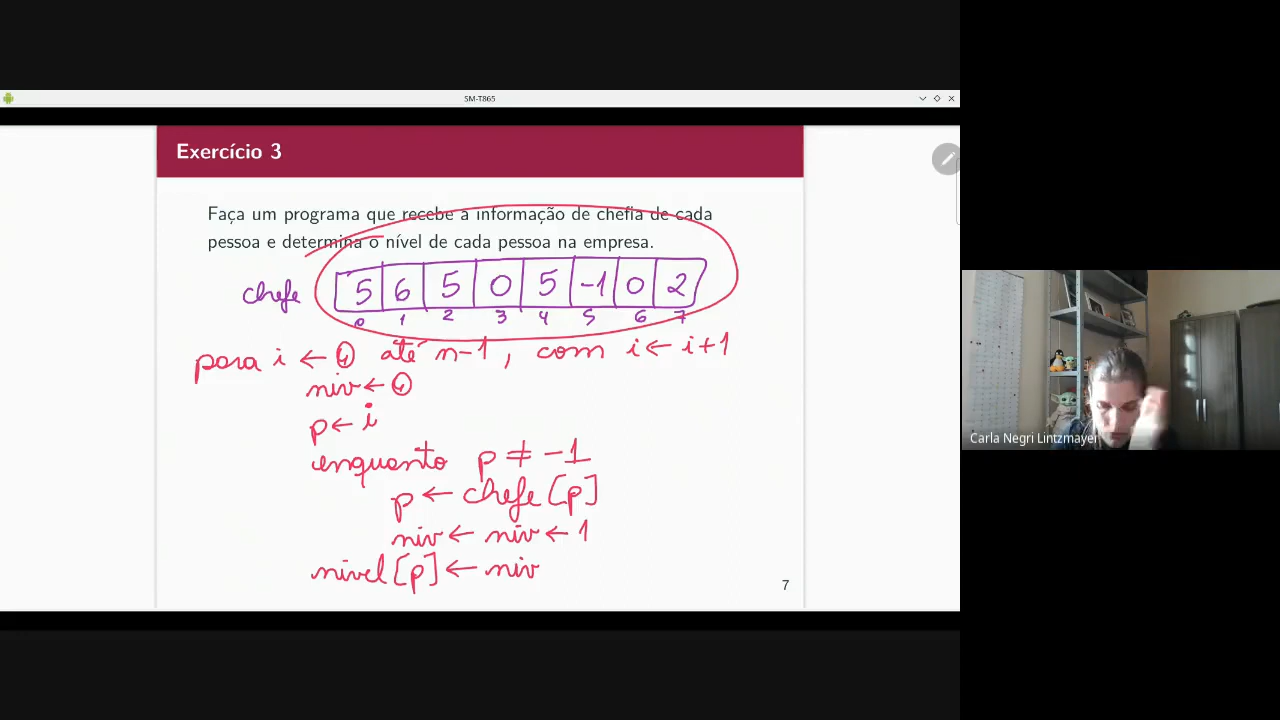 SM-T865
Exercício 3
Faça um programa que recebe a informação de chefia de cada
pessoa e determina o nível de cada pessoa na empresa.
chefe 5 6 5 0 5 -1 0 2
0 1 2 3 4 5 6 7
para i ← até n-1, com i ← i+1
niv ←
p ← i
enquanto p ≠ -1
p ← chefe[p]
niv ← niv ← 1
nivel[p] ← niv
7
Carla Negri Lintzmayer